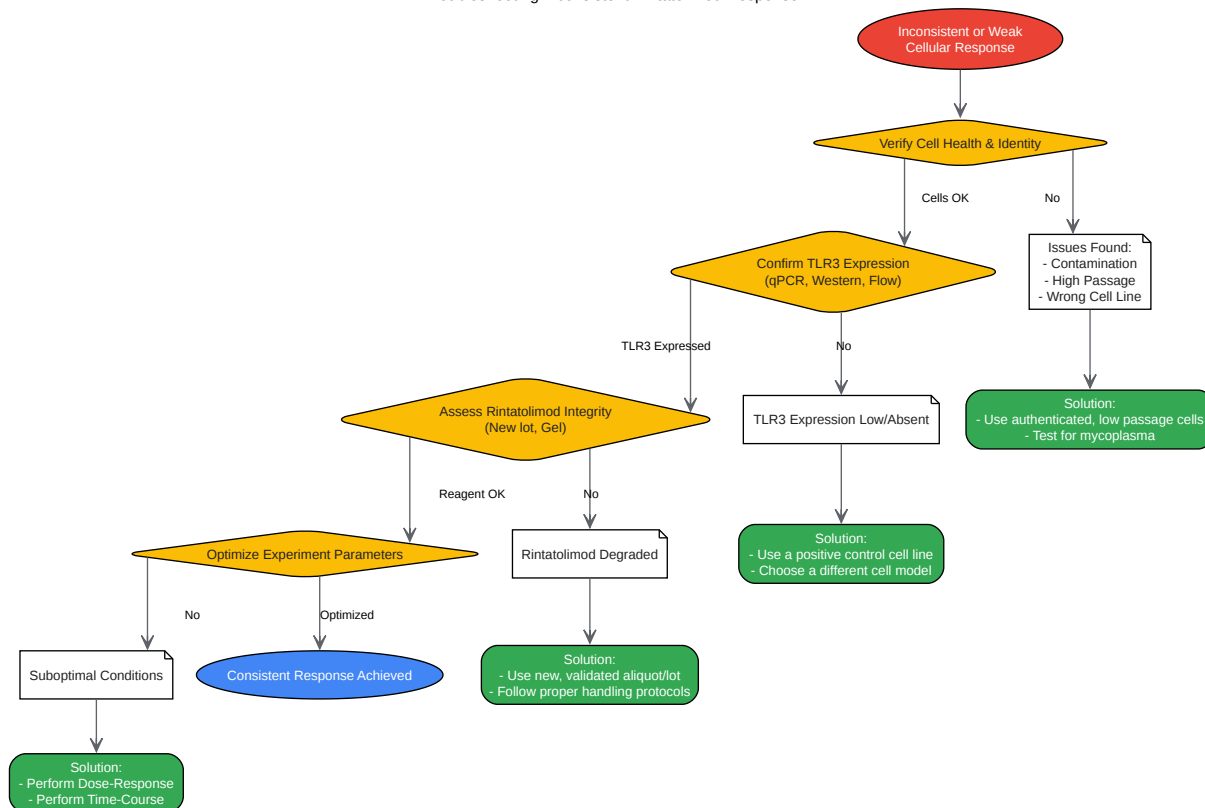 Inconsistent or Weak
Cellular Response
Verify Cell Health & Identity
Cells OK
No
Confirm TLR3 Expression
(qPCR, Western, Flow)
Issues Found:
- Contamination
- High Passage
- Wrong Cell Line
TLR3 Expressed
No
Assess Rintatolimod Integrity
(New lot, Gel)
TLR3 Expression Low/Absent
Solution:
- Use authenticated, low passage cells
- Test for mycoplasma
Reagent OK
No
Optimize Experiment Parameters
Rintatolimod Degraded
Solution:
- Use a positive control cell line
- Choose a different cell model
No
Optimized
Suboptimal Conditions
Consistent Response Achieved
Solution:
- Use new, validated aliquot/lot
- Follow proper handling protocols
Solution:
- Perform Dose-Response
- Perform Time-Course